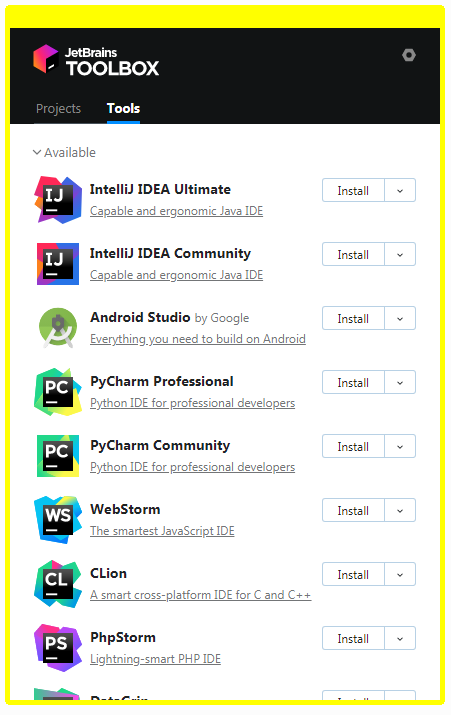 JetBrains
TOOLBOX
Projects Tools
Available
IJ
IntelliJ IDEA Ultimate
Install
Capable and ergonomic Java IDE
IJ
IntelliJ IDEA Community
Install
Capable and ergonomic Java IDE
Android Studio by Google
Install
Everything you need to build on Android
PC
PyCharm Professional
Install
Python IDE for professional developers
PC
PyCharm Community
Install
Python IDE for professional developers
WS
WebStorm
Install
The smartest JavaScript IDE
CL
CLion
Install
A smart cross-platform IDE for C and C++
PS
PhpStorm
Install
Lightning-smart PHP IDE
DataGrip
Install